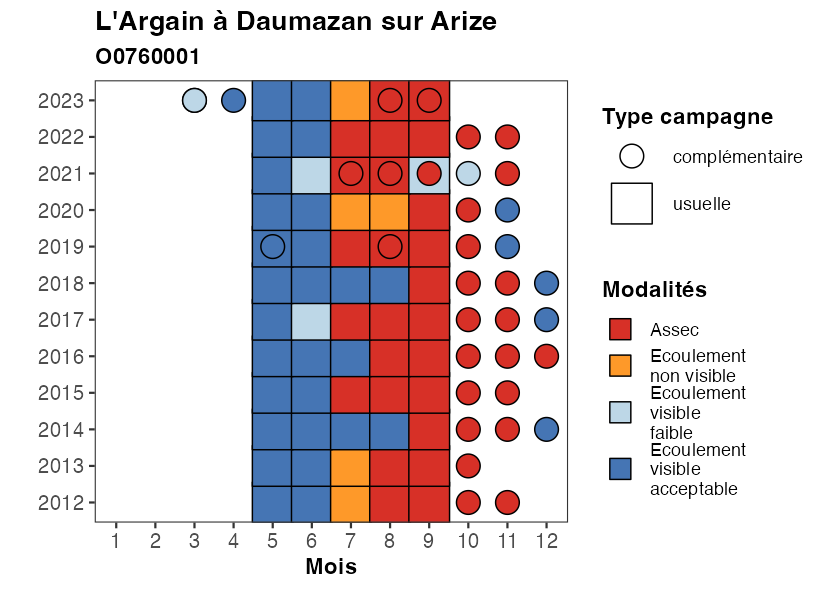 L'Argain à Daumazan sur Arize
O0760001
2023
2022
2021
2020
2019
2018
2017
2016
2015
2014
2013
2012
1 2 3 4 5 6 7 8 9 10 11 12
Mois
Type campagne
complémentaire
usuelle
Modalités
Assec
Ecoulement
non visible
Ecoulement
visible
faible
Ecoulement
visible
acceptable